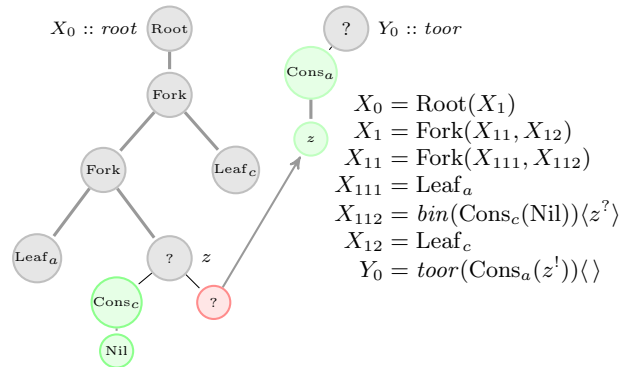 X₀ :: root
Root
Fork
Fork
Leaf_c
Leaf_a
?
z
Cons_c
?
Nil
?
Y₀ :: toor
Cons_a
z
X₀ = Root(X₁)
X₁ = Fork(X₁₁, X₁₂)
X₁₁ = Fork(X₁₁₁, X₁₁₂)
X₁₁₁ = Leaf_a
X₁₁₂ = bin(Cons_c(Nil))⟨z^?⟩
X₁₂ = Leaf_c
Y₀ = toor(Cons_a(z^!))⟨ ⟩